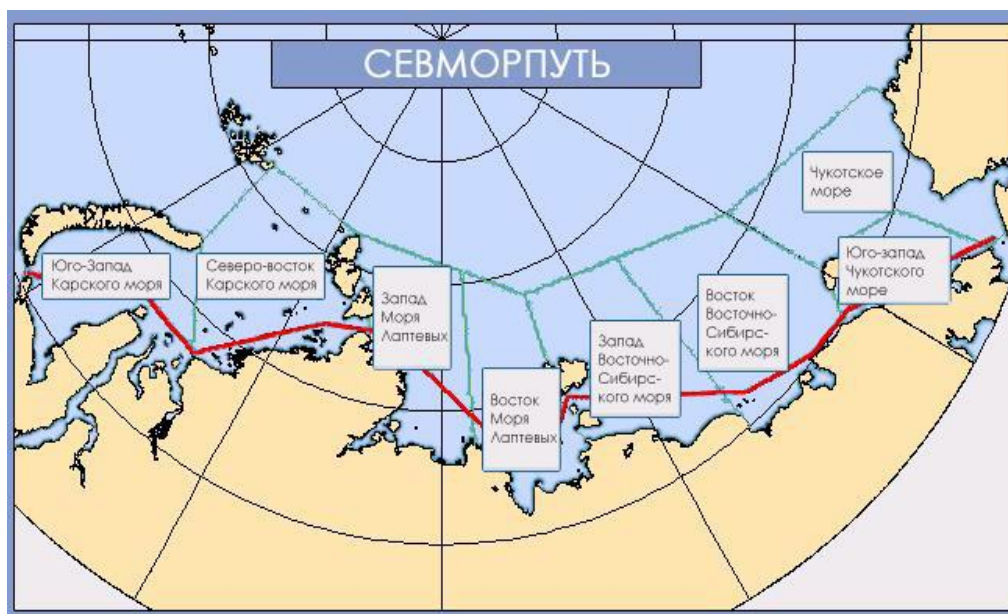 СЕВМОРПУТЬ
Чукотское
море
Юго-Запад
Карского моря
Северо-восток
Карского моря
Юго-запад
Чукотского
море
Запад
Моря
Лаптевых
Восток
Восточно-
Сибирс-
кого моря
Запад
Восточно-
Сибирс-
кого моря
Восток
Моря
Лаптевых